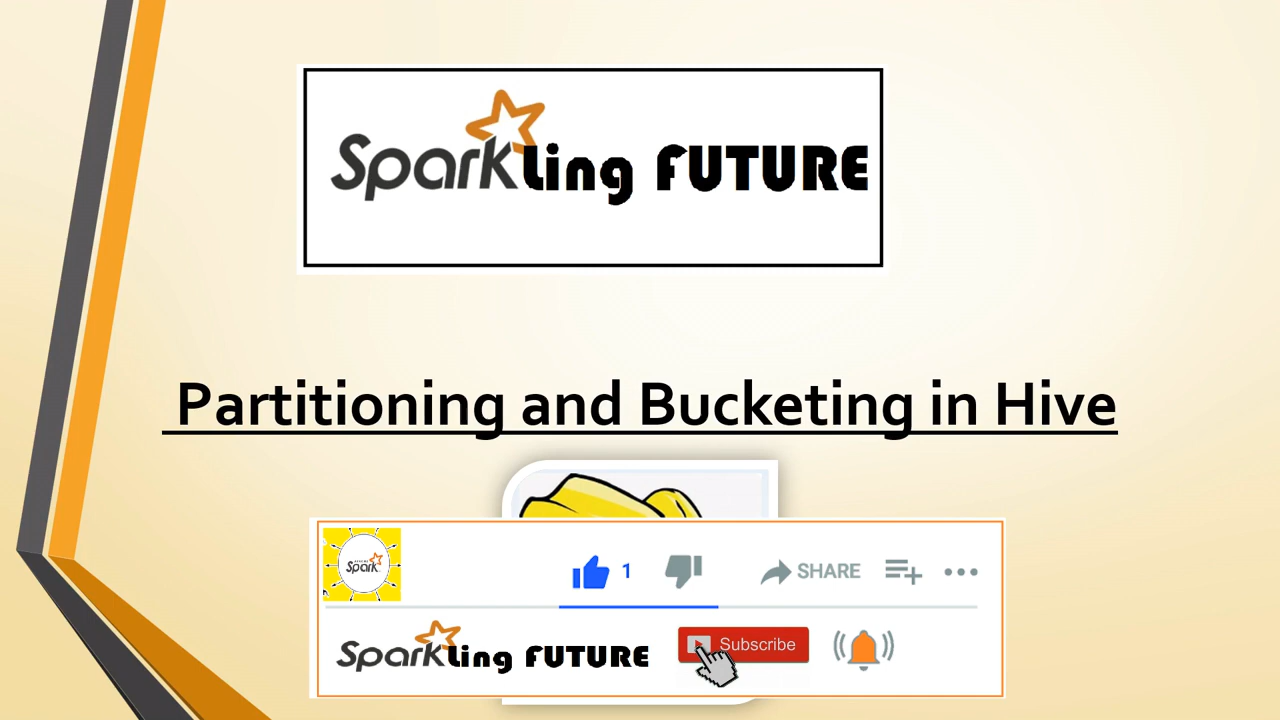 SparkLing FUTURE
Partitioning and Bucketing in Hive
Spark
1
SHARE
SparkLing FUTURE
Subscribe